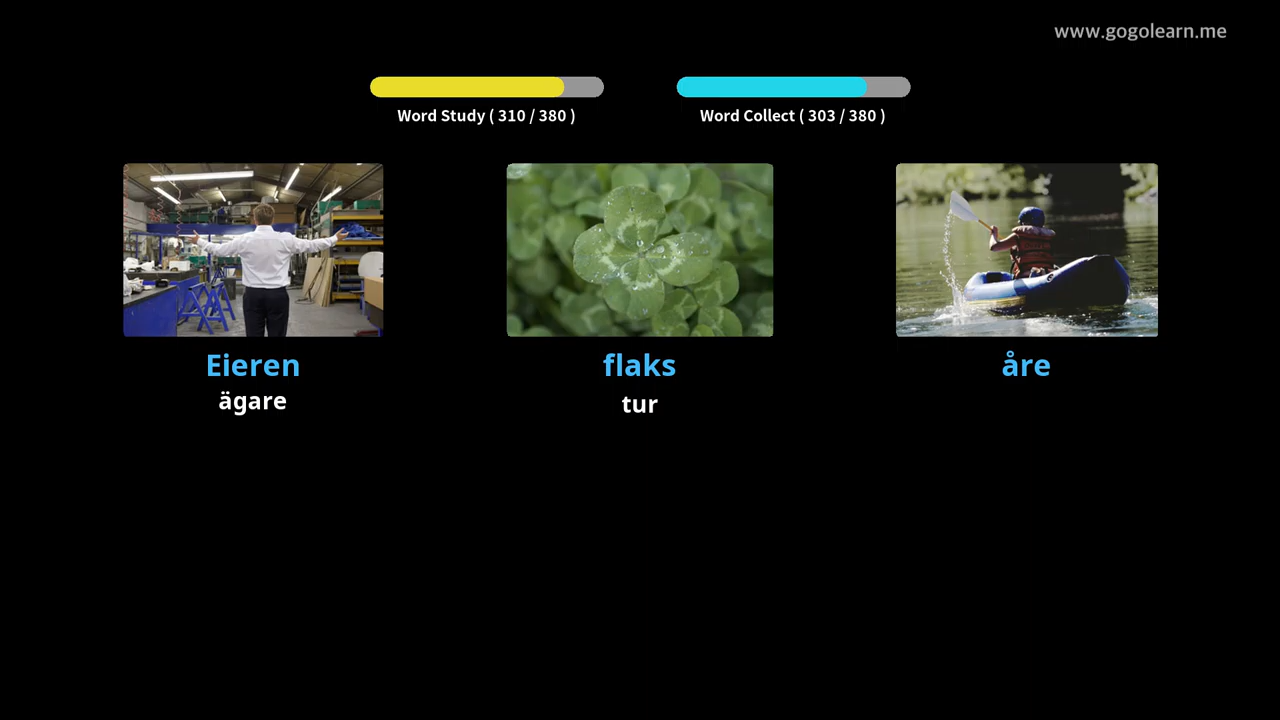 www.gogolearn.me
Word Study ( 310 / 380 )
Word Collect ( 303 / 380 )
Eieren
ägare
flaks
tur
åre